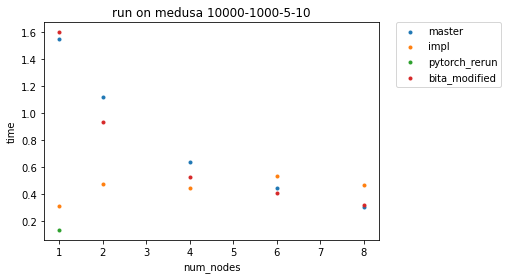 run on medusa 10000-1000-5-10
master
impl
pytorch_rerun
bita_modified
time
1.6
1.4
1.2
1.0
0.8
0.6
0.4
0.2
1 2 3 4 5 6 7 8
num_nodes